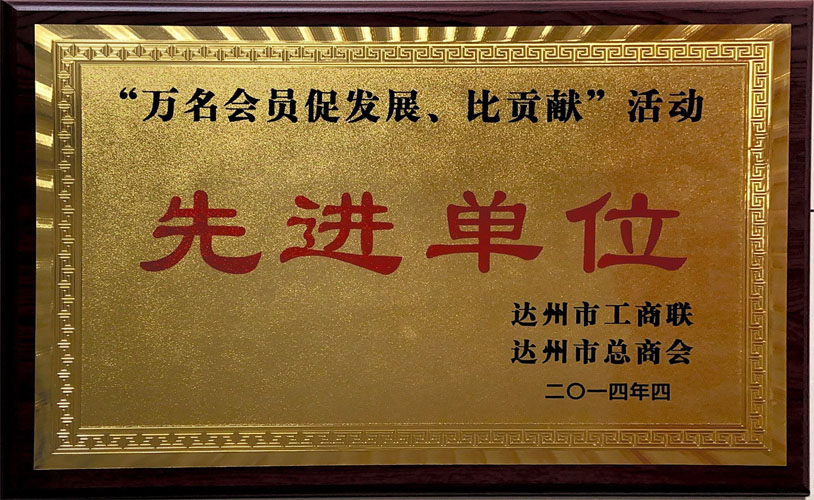 “万名会员促发展、比贡献”活动
先进单位
达州市工商联
达州市总商会
二〇一四年四